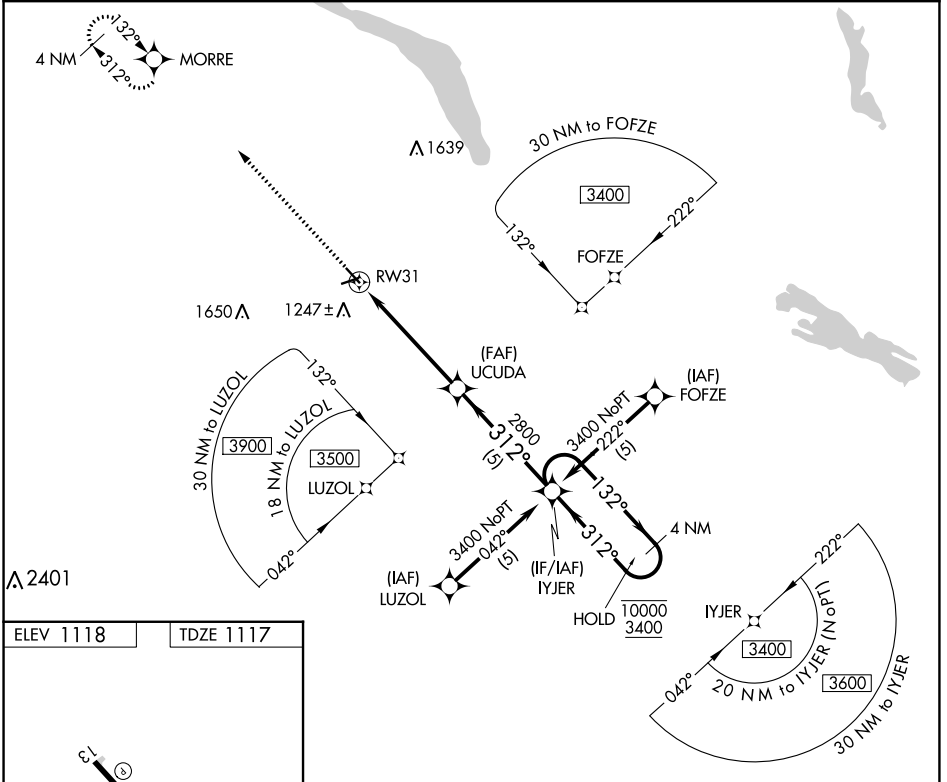 132°
4 NM
312°
MORRE
1639
30 NM to FOFZE
3400
132°
222°
FOFZE
RW31
1650
1247±
(FAF)
UCUDA
(IAF)
FOFZE
30 NM to LUZOL
132°
3900
18 NM to LUZOL
3500
LUZOL
042°
2800
312°
(5)
3400 NoPT
222°
(5)
132°
312°
4 NM
3400 NoPT
042°
(5)
(IAF)
LUZOL
(IF/IAF)
IYJER
HOLD
10000
3400
2401
222°
IYJER
3400
042°
20 NM to IYJER (NoPT)
3600
30 NM to IYJER
ELEV 1118
TDZE 1117
13
P